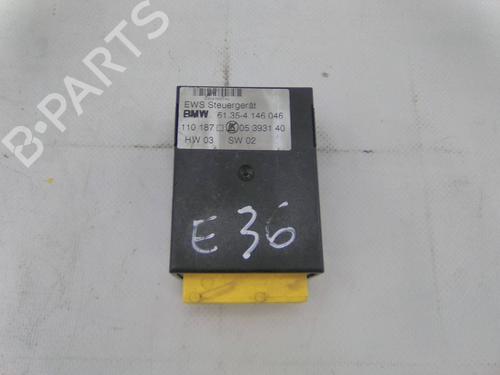 EWS Steuergerät
BMW 61.35-4 146 046
110 187 05 3931 40
HW 03 SW 02
E36
B-PARTS